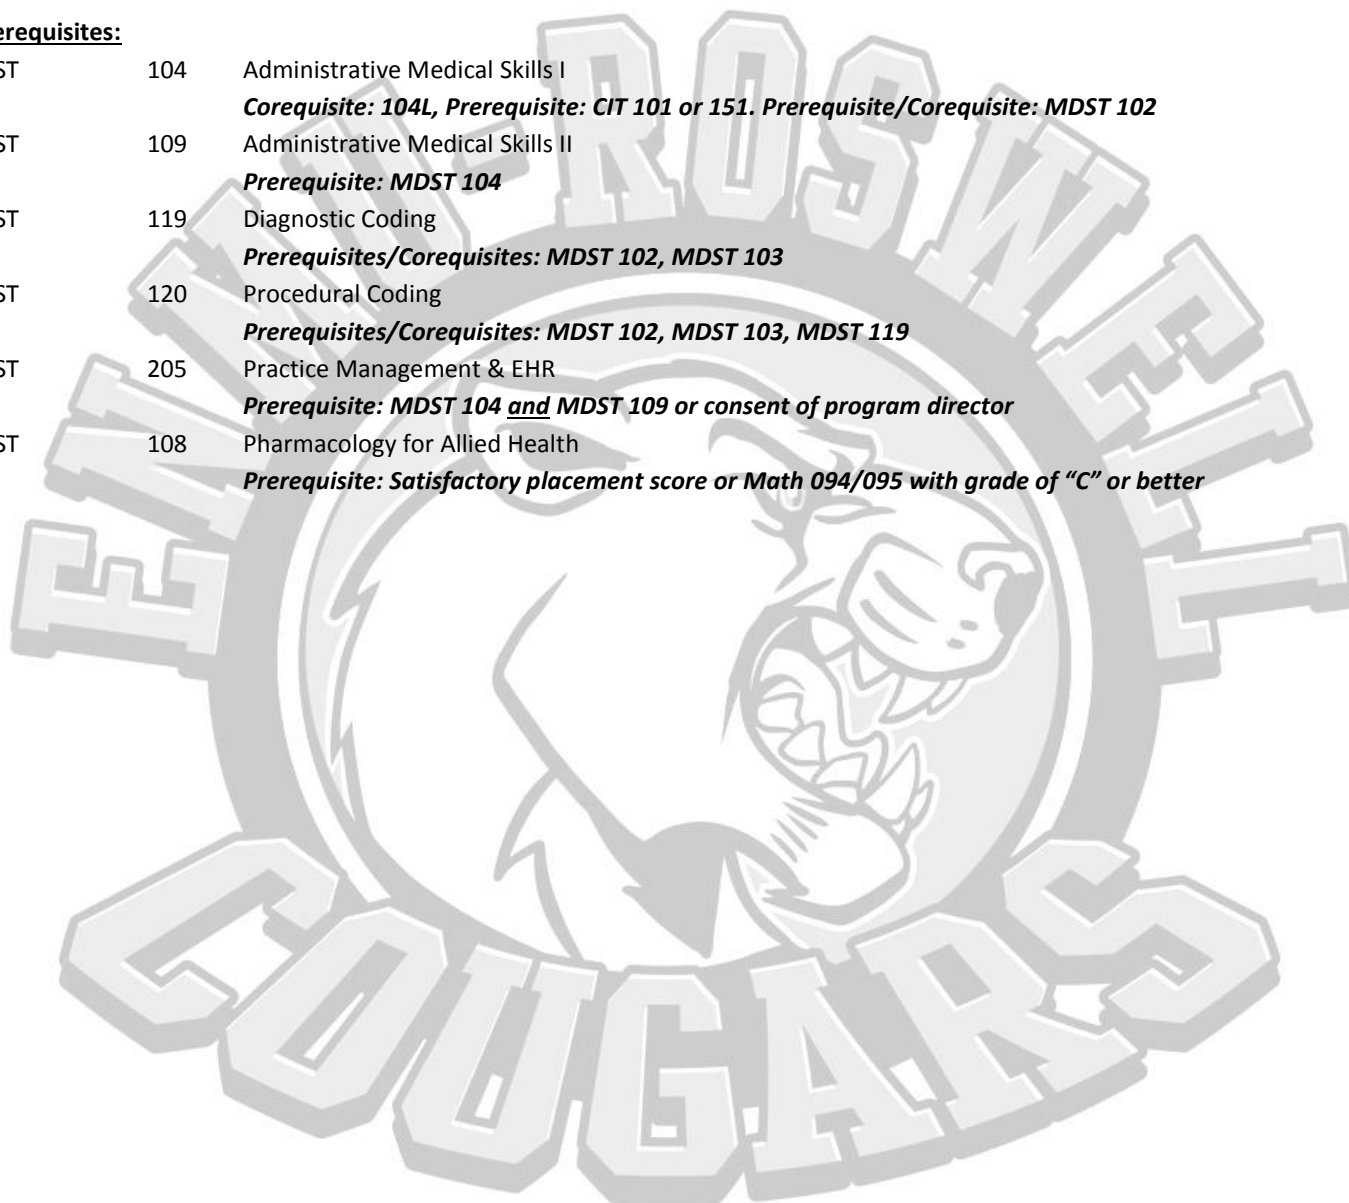 erequisites:
ST 104 Administrative Medical Skills I
Corequisite: 104L, Prerequisite: CIT 101 or 151. Prerequisite/Corequisite: MDST 102
ST 109 Administrative Medical Skills II
Prerequisite: MDST 104
ST 119 Diagnostic Coding
Prerequisites/Corequisites: MDST 102, MDST 103
ST 120 Procedural Coding
Prerequisites/Corequisites: MDST 102, MDST 103, MDST 119
ST 205 Practice Management & EHR
Prerequisite: MDST 104 and MDST 109 or consent of program director
ST 108 Pharmacology for Allied Health
Prerequisite: Satisfactory placement score or Math 094/095 with grade of “C” or better
ENMU-ROSWELL
COUGARS